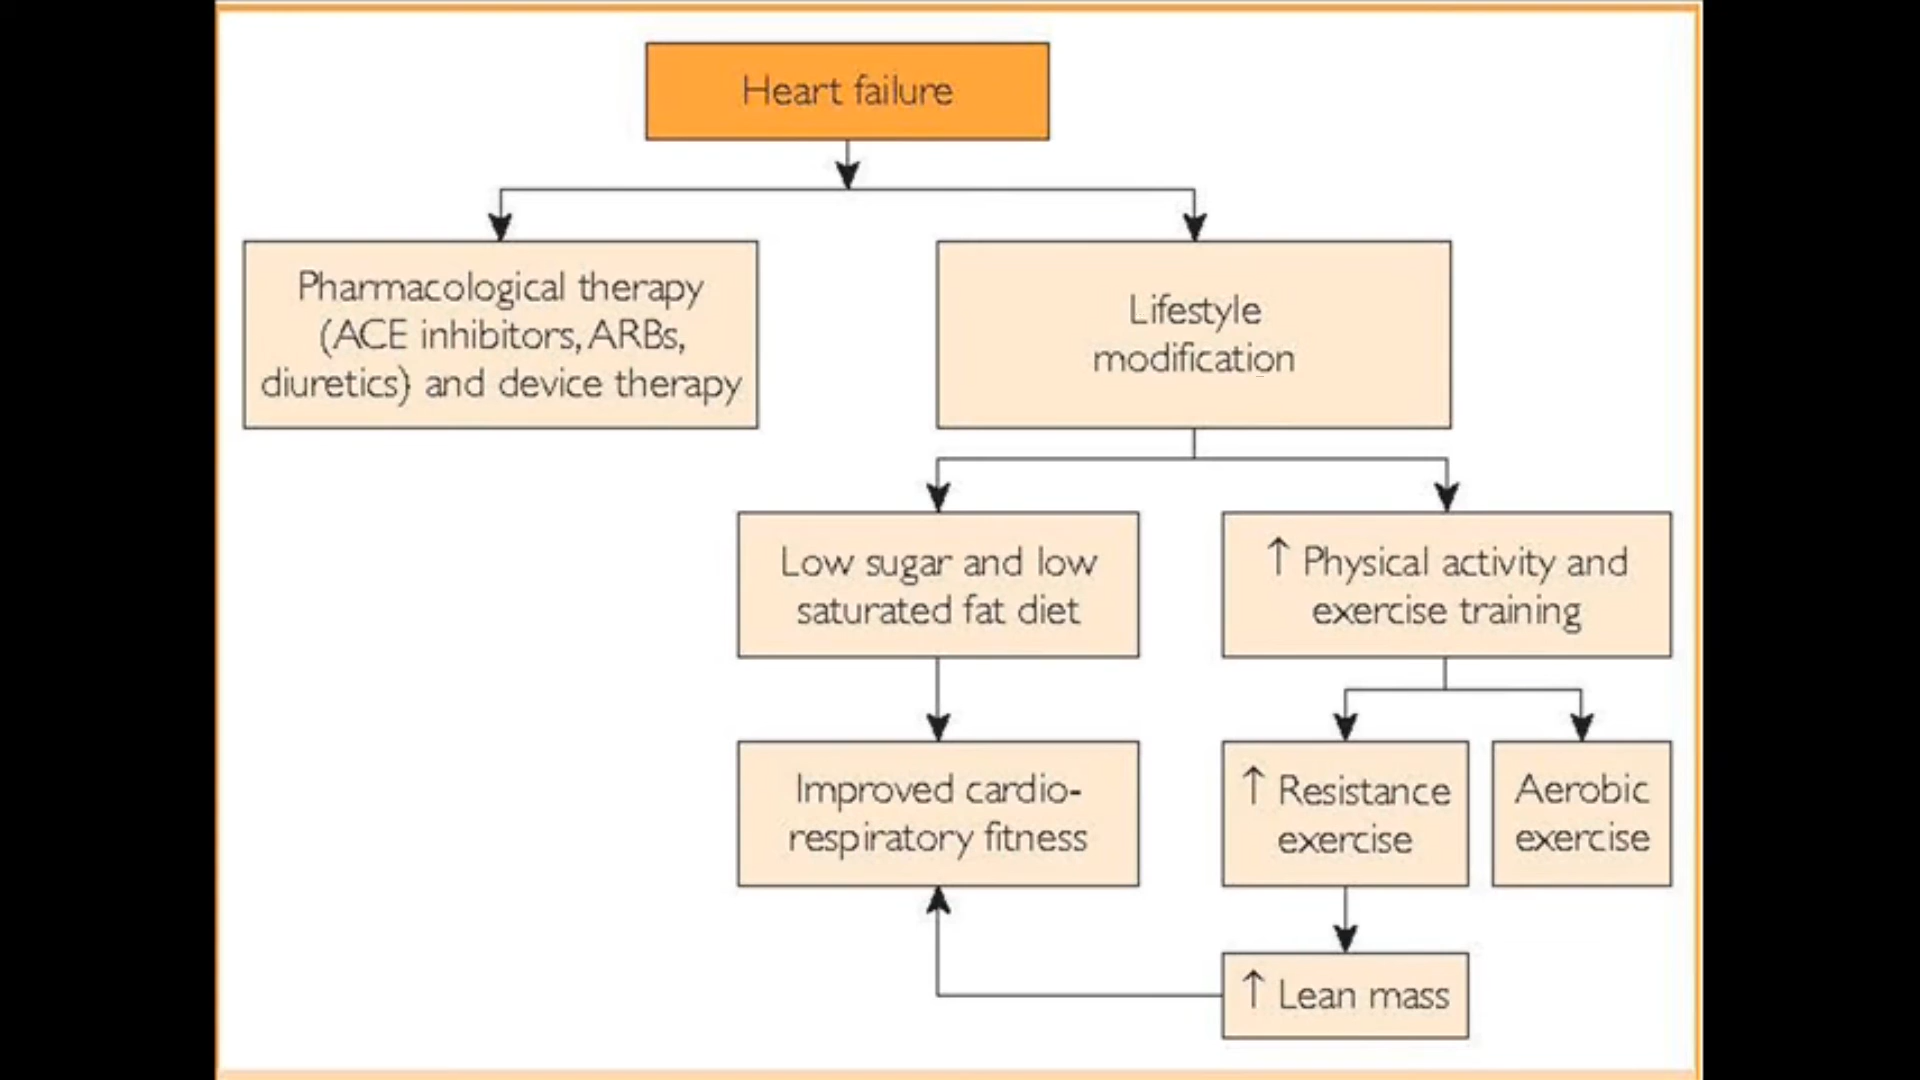 Heart failure
Pharmacological therapy
(ACE inhibitors, ARBs,
diuretics) and device therapy
Lifestyle
modification
Low sugar and low
saturated fat diet
↑ Physical activity and
exercise training
Improved cardio-
respiratory fitness
↑ Resistance
exercise
Aerobic
exercise
↑ Lean mass